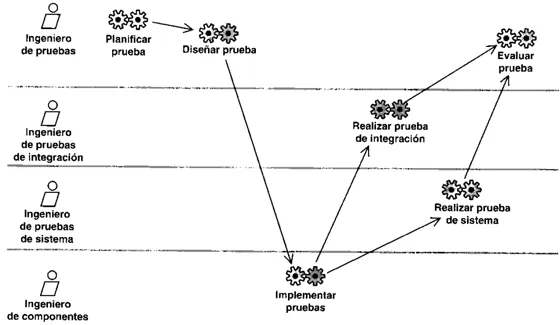 Ingeniero
de pruebas
Planificar
prueba
Diseñar prueba
Evaluar
prueba
Ingeniero
de pruebas
de integración
Realizar prueba
de integración
Ingeniero
de pruebas
de sistema
Realizar prueba
de sistema
Ingeniero
de componentes
Implementar
pruebas